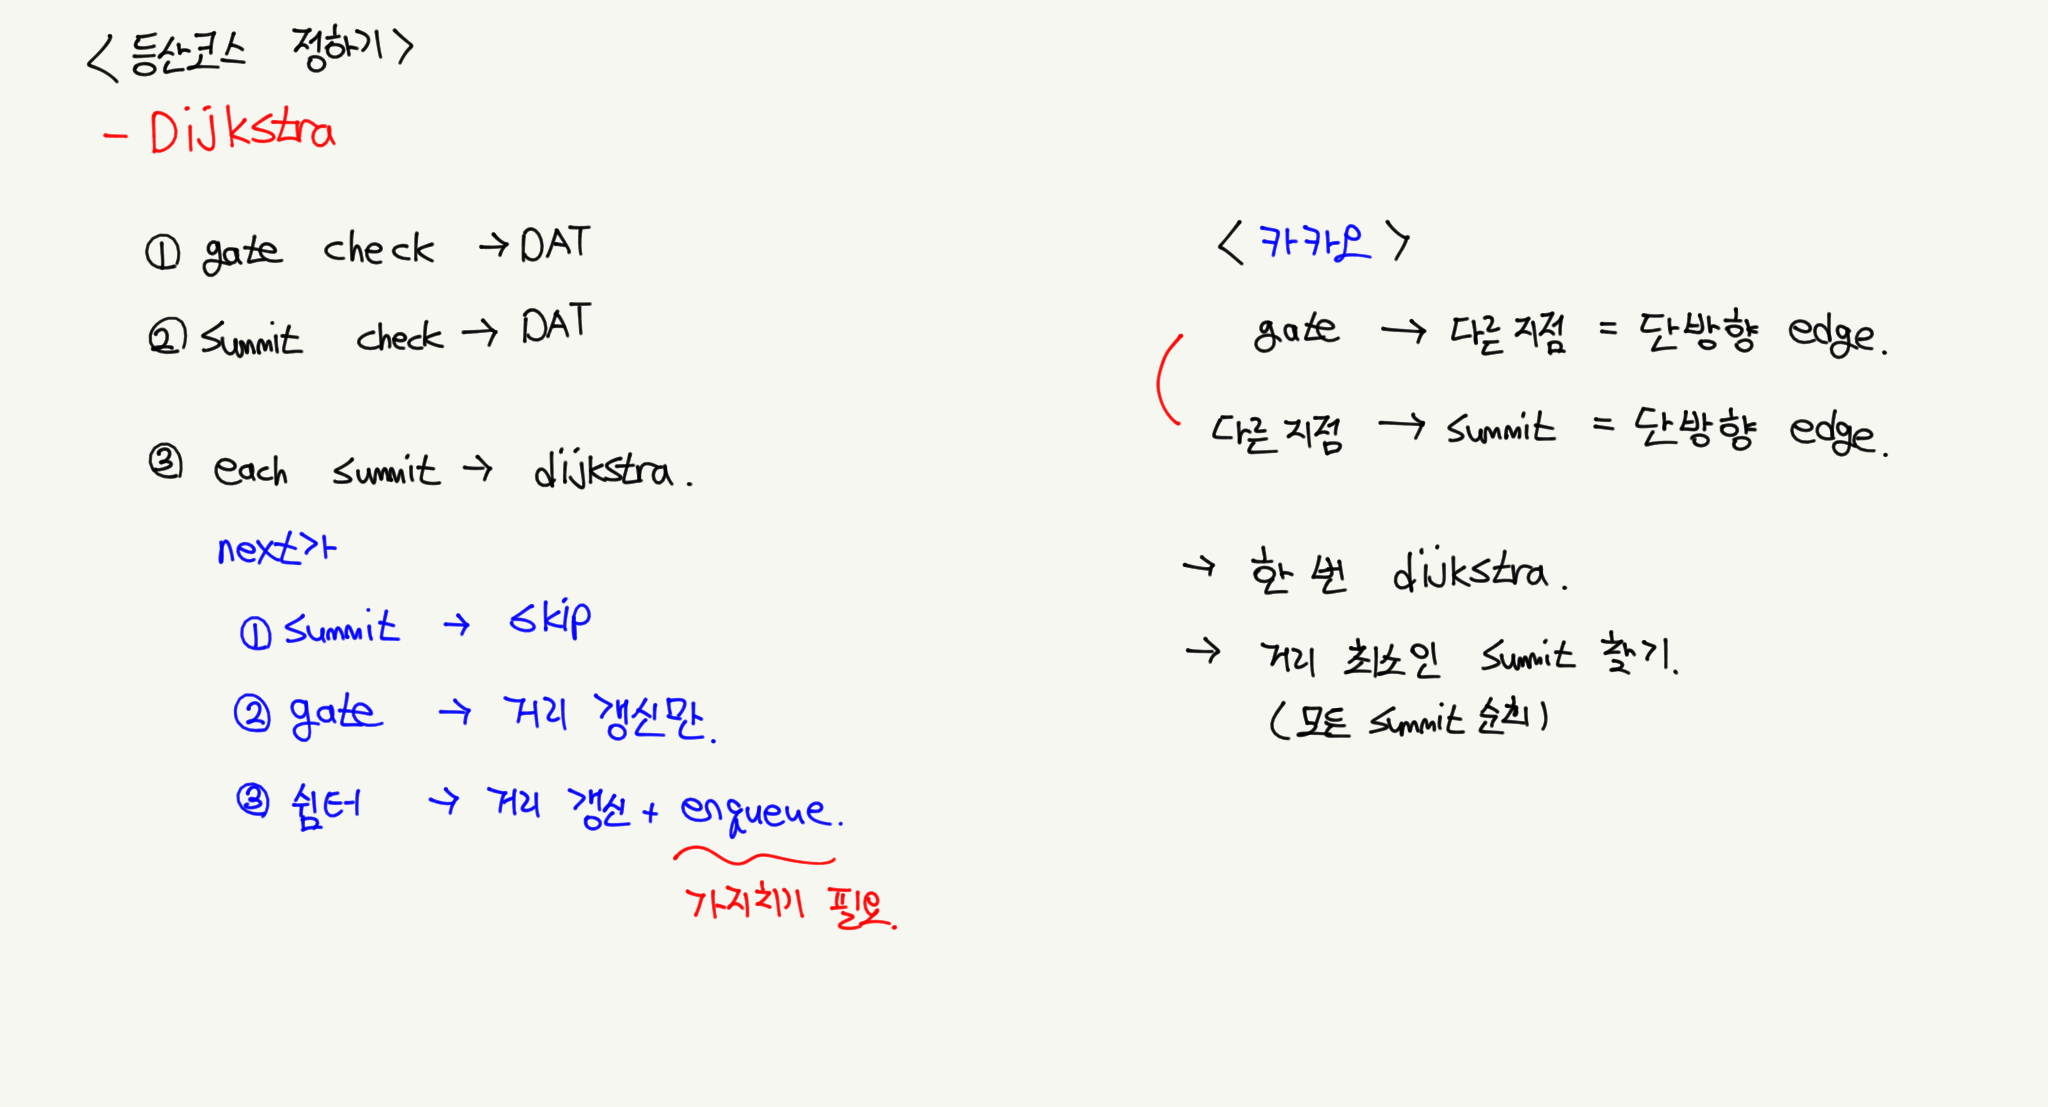 <등산코스 정하기>
- Dijkstra
① gate check → DAT
② summit check → DAT
③ each summit → dijkstra.
next가
① summit → skip
② gate → 거리 갱신만.
③ 쉼터 → 거리 갱신 + enqueue.
가지치기 필요.
<카카오>
gate → 다른 지점 = 단방향 edge.
다른 지점 → summit = 단방향 edge.
→ 한 번 dijkstra.
→ 거리 최소인 summit 찾기.
(모든 summit 순회)